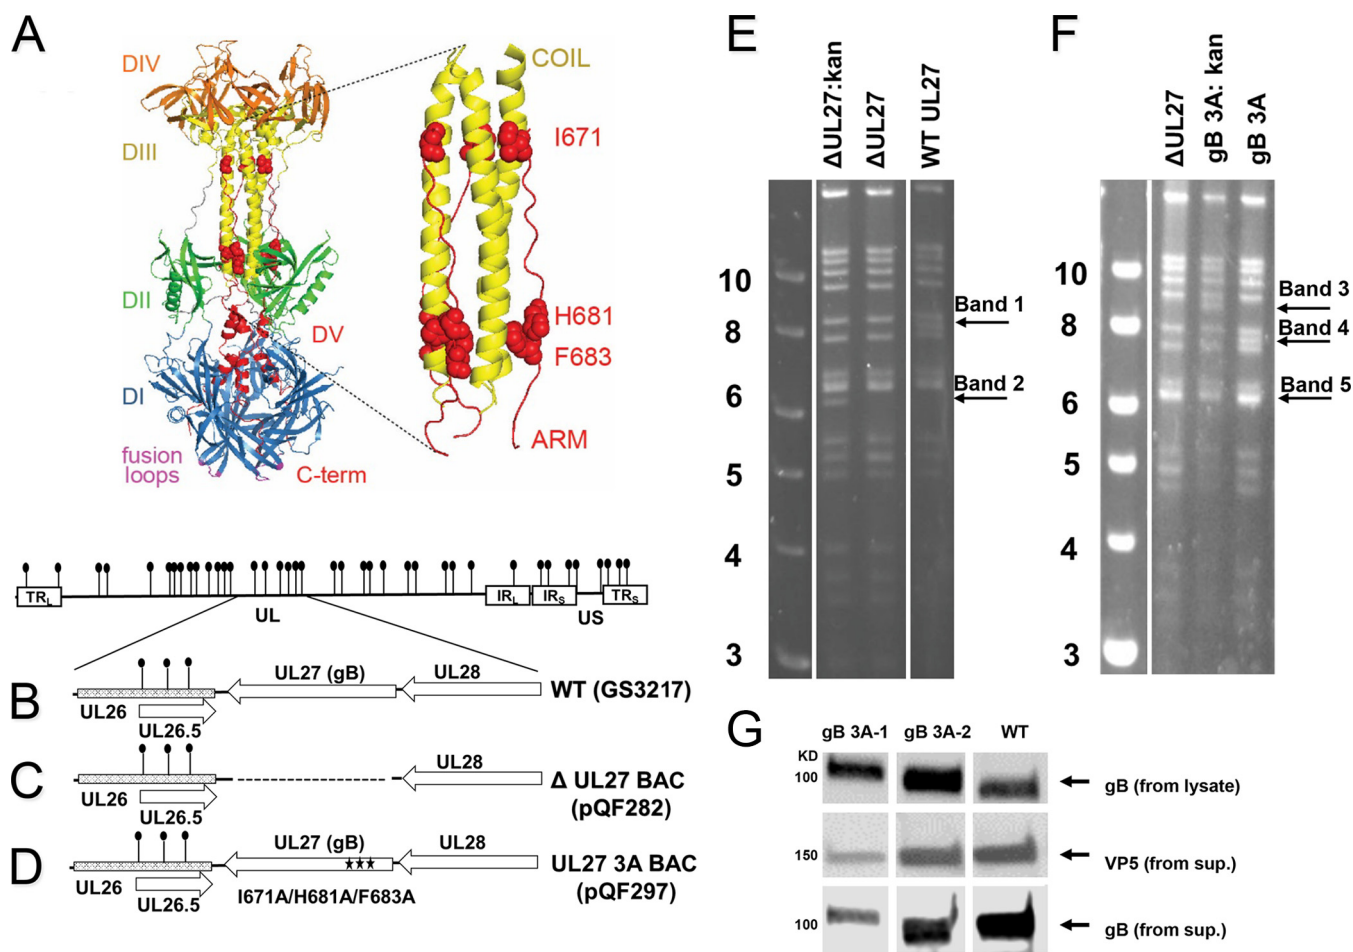 A
DIV
DIII
DII
DV
DI
fusion
loops
C-term
COIL
I671
H681
F683
ARM
TRL
UL
IRL
IRS
US
TRS
B
UL27 (gB)
UL28
WT (GS3217)
UL26
UL26.5
C
UL28
Δ UL27 BAC
(pQF282)
UL26
UL26.5
D
UL27 (gB)
UL28
UL27 3A BAC
(pQF297)
UL26
UL26.5
I671A/H681A/F683A
E
ΔUL27:kan
ΔUL27
WT UL27
10
8
6
5
4
3
Band 1
Band 2
F
ΔUL27
gB 3A: kan
gB 3A
10
8
6
5
4
3
Band 3
Band 4
Band 5
G
gB 3A-1
gB 3A-2
WT
KD
100
gB (from lysate)
150
VP5 (from sup.)
100
gB (from sup.)